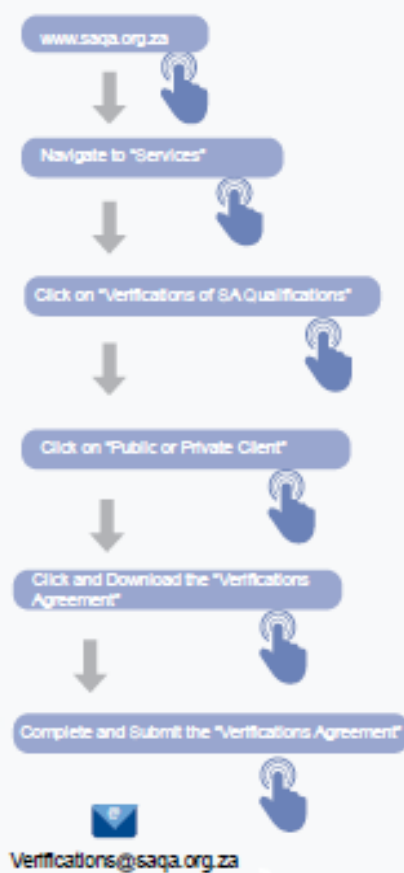 www.saqa.org.za
Navigate to "Services"
Click on "Verifications of SA Qualifications"
Click on "Public or Private Client"
Click and Download the "Verifications
Agreement"
Complete and Submit the "Verifications Agreement"
e
Verifications@saqa.org.za